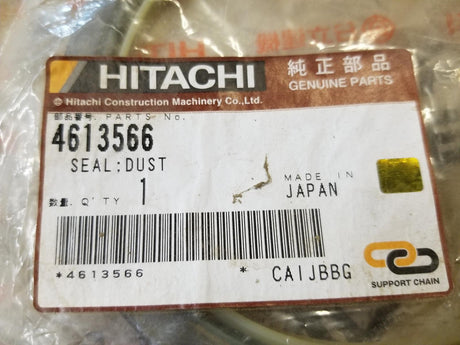 HITACHI
純正部品
GENUINE PARTS
Hitachi Construction Machinery Co., Ltd.
部品番号. PARTS No.
4613566
SEAL:DUST
数量. Q'TY 1
MADE IN
JAPAN
*4613566 *
CAIJBBG
SUPPORT CHAIN